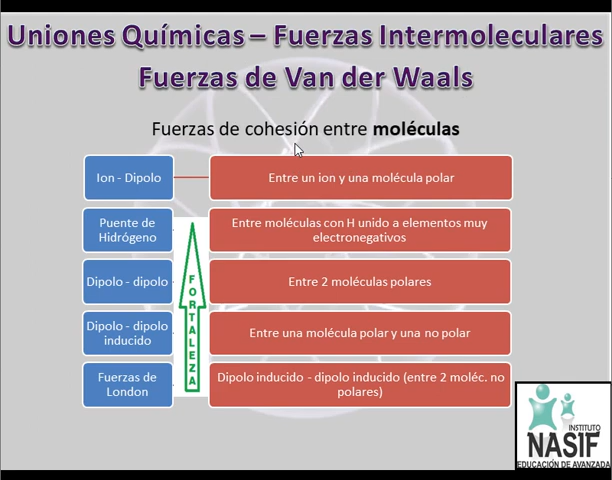 Uniones Químicas – Fuerzas Intermoleculares
Fuerzas de Van der Waals
Fuerzas de cohesión entre moléculas
Ion - Dipolo
Entre un ion y una molécula polar
Puente de
Hidrógeno
Entre moléculas con H unido a elementos muy
electronegativos
Dipolo - dipolo
Entre 2 moléculas polares
Dipolo - dipolo
inducido
Entre una molécula polar y una no polar
Fuerzas de
London
Dipolo inducido - dipolo inducido (entre 2 moléc. no
polares)
FORTALEZA
INSTITUTO
NASIF
EDUCACIÓN DE AVANZADA